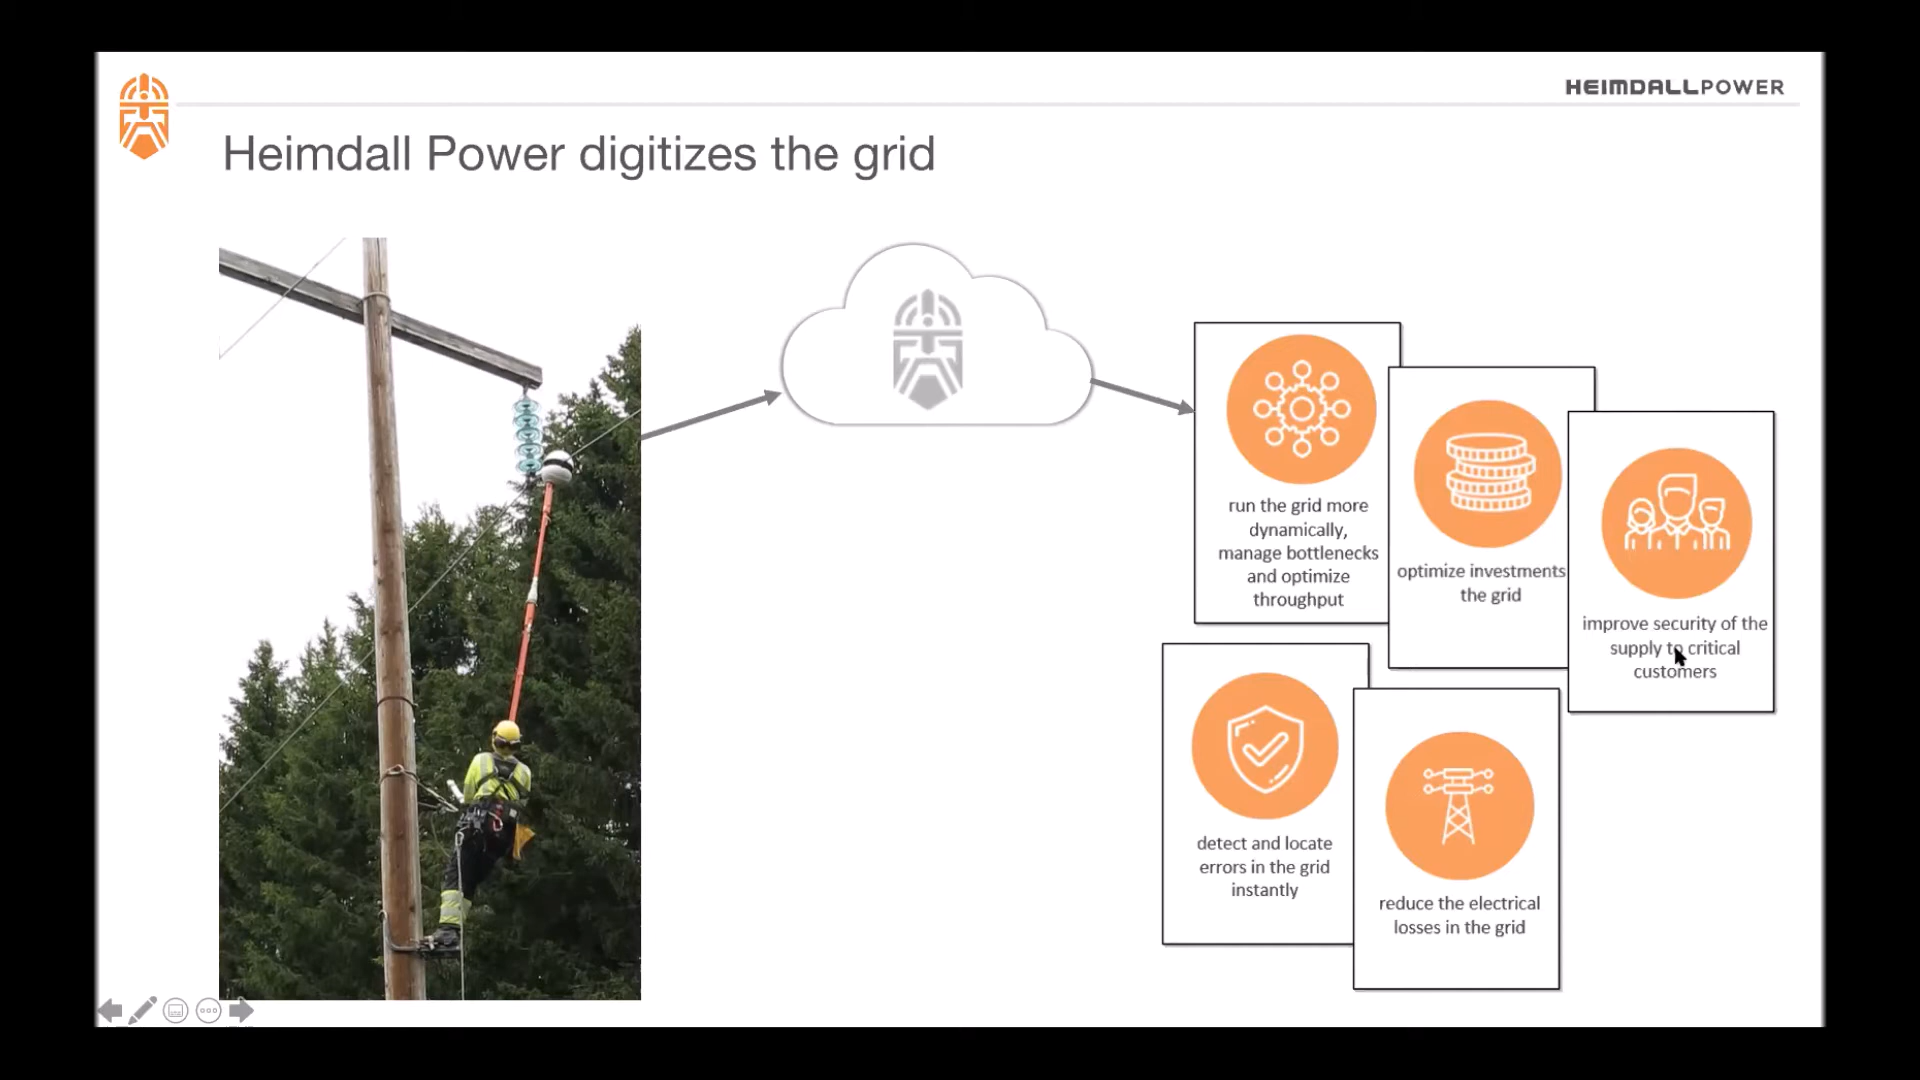 HEIMDALLPOWER
Heimdall Power digitizes the grid
run the grid more
dynamically,
manage bottlenecks
and optimize
throughput
optimize investments
the grid
improve security of the
supply to critical
customers
detect and locate
errors in the grid
instantly
reduce the electrical
losses in the grid